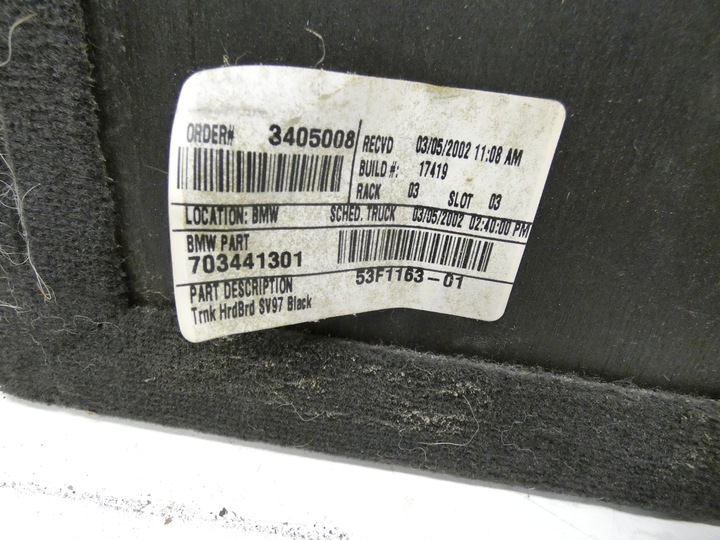 ORDER# 3405008
RECVD 03/05/2002 11:08 AM
BUILD #: 17419
RACK 03 SLOT 03
LOCATION: BMW SCHED. TRUCK 03/05/2002 02:40:00 PM
BMW PART
703441301
53F1163-01
PART DESCRIPTION
Trnk HrdBrd SV97 Black